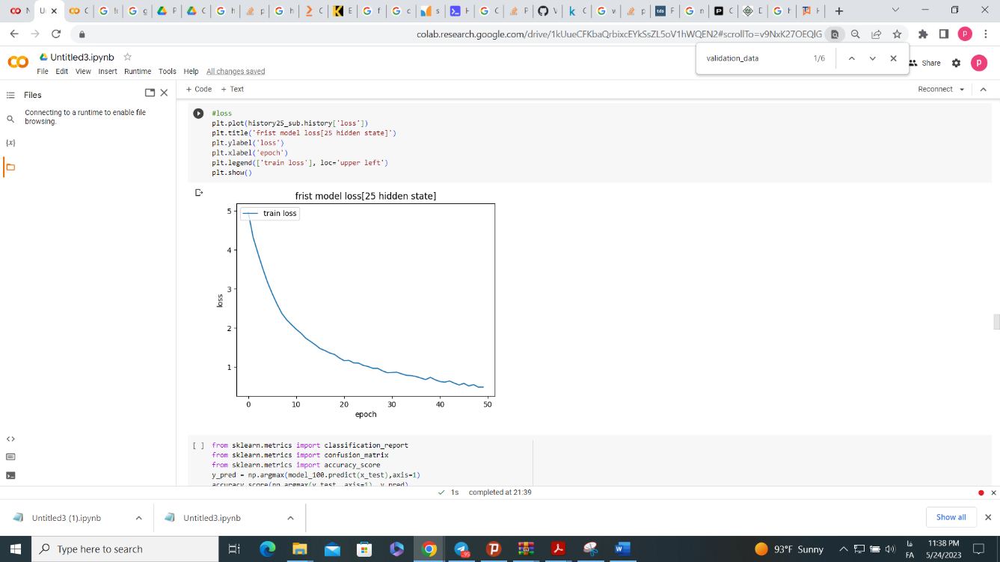 colab.research.google.com/drive/1kUueCFKbaQrbixcEYkSsZL5oV1hWQEN2#scrollTo=v9NxK27OEQlG
Untitled3.ipynb
validation_data
1/6
File Edit View Insert Runtime Tools Help All changes saved
Share
Files
+ Code + Text
Reconnect
Connecting to a runtime to enable file
browsing.
{x}
#loss
plt.plot(history25_sub.history['loss'])
plt.title('frist model loss[25 hidden state]')
plt.ylabel('loss')
plt.xlabel('epoch')
plt.legend(['train loss'], loc='upper left')
plt.show()
frist model loss[25 hidden state]
train loss
5
4
3
2
1
loss
0 10 20 30 40 50
epoch
[ ] from sklearn.metrics import classification_report
from sklearn.metrics import confusion_matrix
from sklearn.metrics import accuracy_score
y_pred = np.argmax(model_100.predict(x_test),axis=1)
accuracy_score(np.argmax(y_test, axis=1), y_pred)
1s completed at 21:39
Untitled3 (1).ipynb
Untitled3.ipynb
Show all
Type here to search
93°F Sunny
فا
FA
11:38 PM
5/24/2023